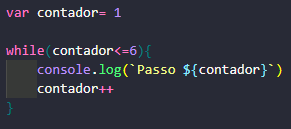 var contador= 1
while(contador<=6){
console.log(`Passo ${contador}`)
contador++
}